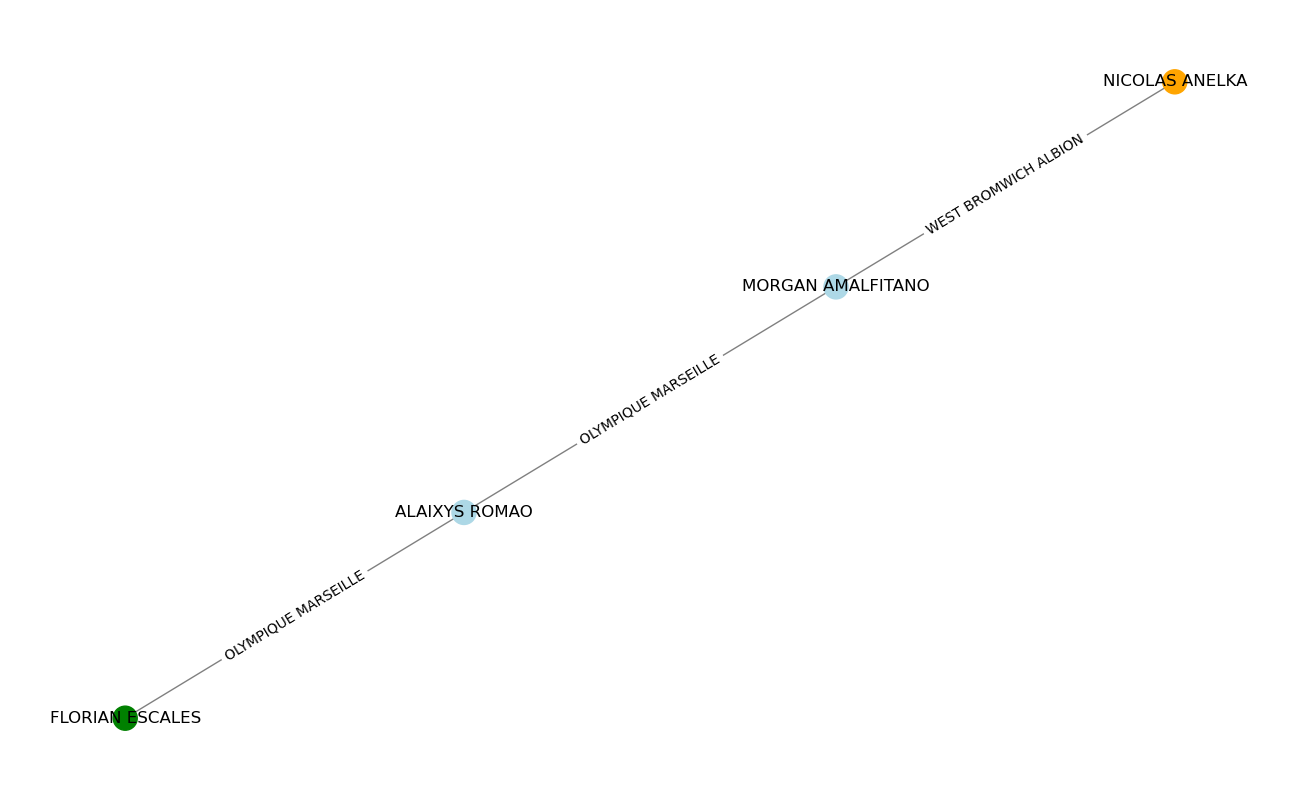 NICOLAS ANELKA
WEST BROMWICH ALBION
MORGAN AMALFITANO
OLYMPIQUE MARSEILLE
ALAIXYS ROMAO
OLYMPIQUE MARSEILLE
FLORIAN ESCALES